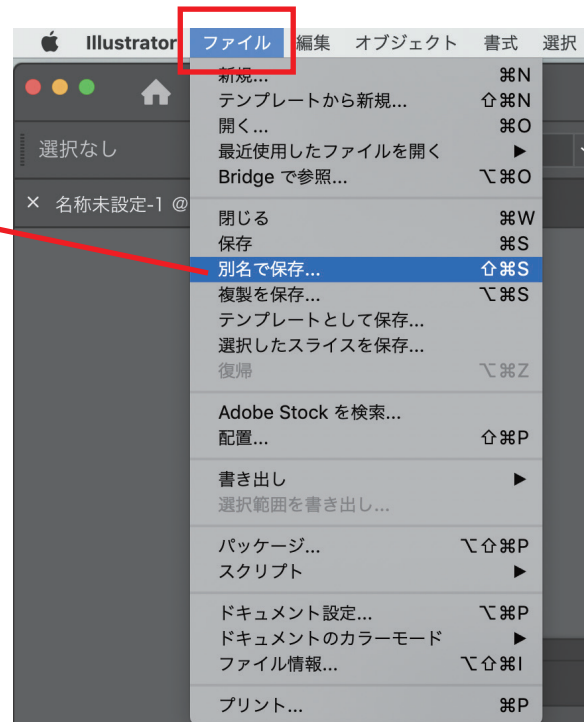 Illustrator ファイル 編集 オブジェクト 書式 選択
新規... ⌘N
テンプレートから新規... ⇧⌘N
開く... ⌘O
最近使用したファイルを開く ▶
Bridge で参照... ⌥⌘O
選択なし
× 名称未設定-1 @
閉じる ⌘W
保存 ⌘S
別名で保存... ⇧⌘S
複製を保存... ⌥⌘S
テンプレートとして保存...
選択したスライスを保存...
復帰 ⌥⌘Z
Adobe Stock を検索...
配置... ⇧⌘P
書き出し ▶
選択範囲を書き出し...
パッケージ... ⌥⇧⌘P
スクリプト ▶
ドキュメント設定... ⌥⌘P
ドキュメントのカラーモード ▶
ファイル情報... ⌥⇧⌘I
プリント... ⌘P